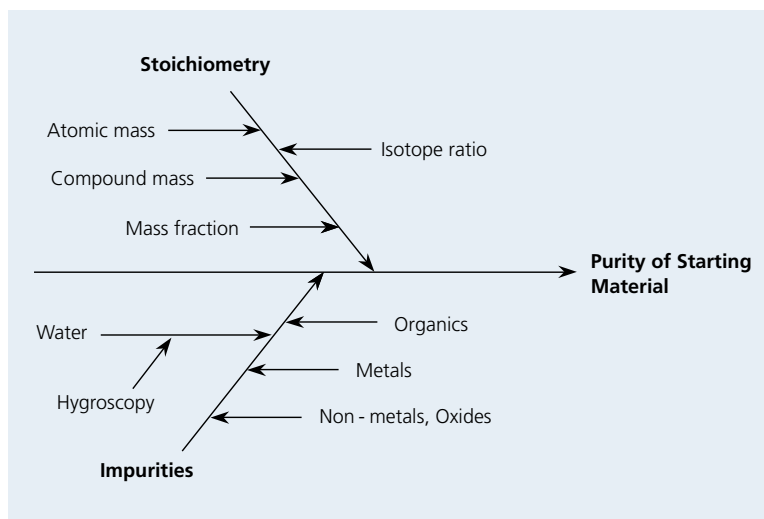 Stoichiometry
Atomic mass
Isotope ratio
Compound mass
Mass fraction
Purity of Starting
Material
Water
Organics
Metals
Hygroscopy
Non - metals, Oxides
Impurities